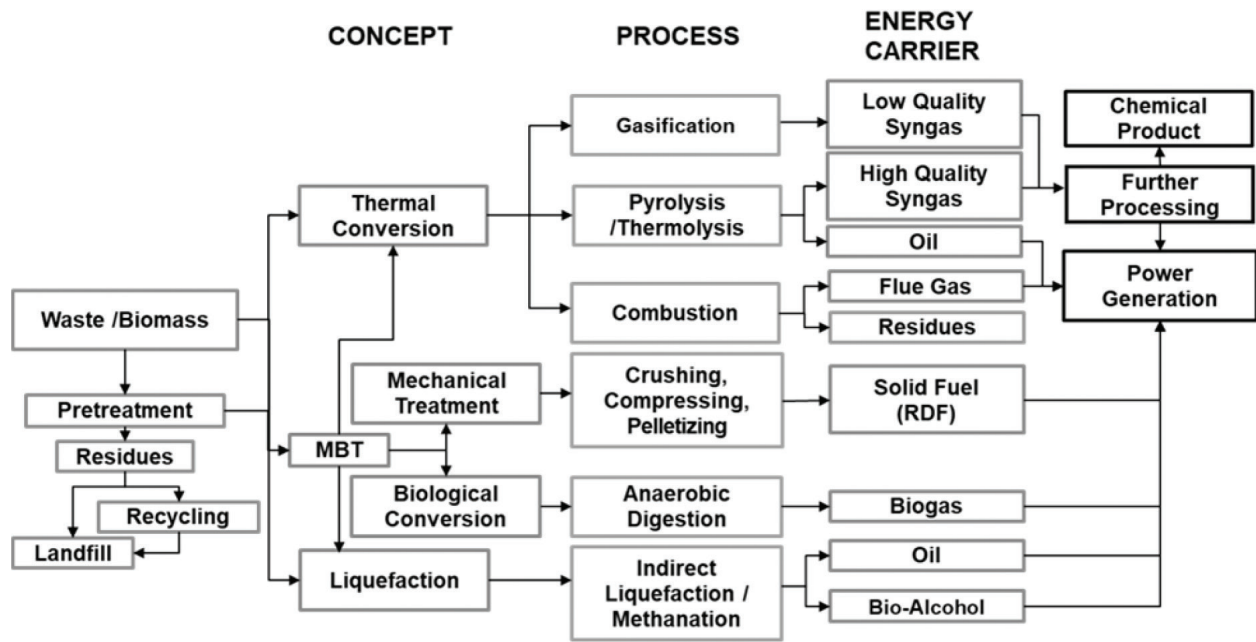 CONCEPT
PROCESS
ENERGY
CARRIER
Gasification
Low Quality
Syngas
Chemical
Product
Thermal
Conversion
Pyrolysis
/Thermolysis
High Quality
Syngas
Further
Processing
Oil
Waste /Biomass
Combustion
Flue Gas
Power
Generation
Residues
Pretreatment
Mechanical
Treatment
Crushing,
Compressing,
Pelletizing
Solid Fuel
(RDF)
Residues
MBT
Recycling
Biological
Conversion
Anaerobic
Digestion
Biogas
Landfill
Liquefaction
Indirect
Liquefaction /
Methanation
Oil
Bio-Alcohol